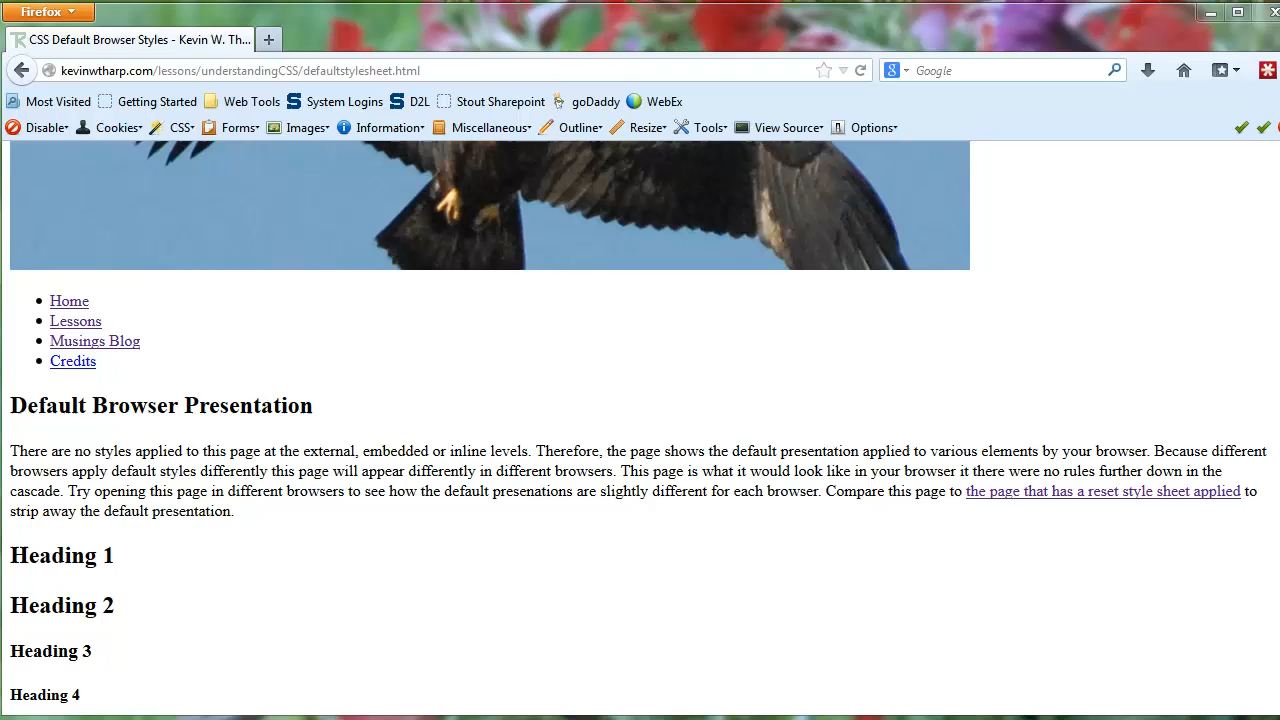 Firefox
CSS Default Browser Styles - Kevin W. Th...
kevinwtharp.com/lessons/understandingCSS/defaultstylesheet.html
Google
Most Visited Getting Started Web Tools System Logins D2L Stout Sharepoint goDaddy WebEx
Disable Cookies CSS Forms Images Information Miscellaneous Outline Resize Tools View Source Options
Home
Lessons
Musings Blog
Credits
Default Browser Presentation
There are no styles applied to this page at the external, embedded or inline levels. Therefore, the page shows the default presentation applied to various elements by your browser. Because different
browsers apply default styles differently this page will appear differently in different browsers. This page is what it would look like in your browser it there were no rules further down in the
cascade. Try opening this page in different browsers to see how the default presenations are slightly different for each browser. Compare this page to the page that has a reset style sheet applied to
strip away the default presentation.
Heading 1
Heading 2
Heading 3
Heading 4